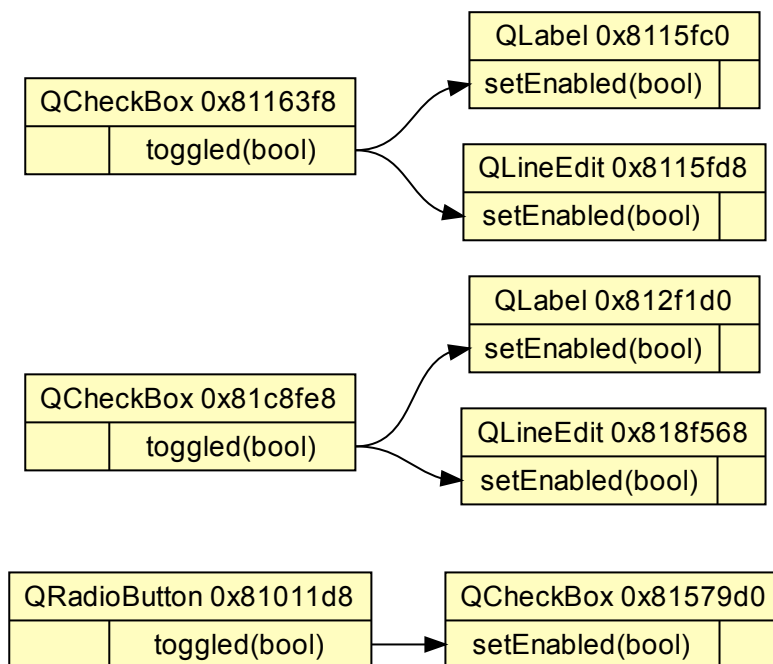 QLabel 0x8115fc0
setEnabled(bool)
QCheckBox 0x81163f8
toggled(bool)
QLineEdit 0x8115fd8
setEnabled(bool)
QLabel 0x812f1d0
setEnabled(bool)
QCheckBox 0x81c8fe8
toggled(bool)
QLineEdit 0x818f568
setEnabled(bool)
QRadioButton 0x81011d8
toggled(bool)
QCheckBox 0x81579d0
setEnabled(bool)